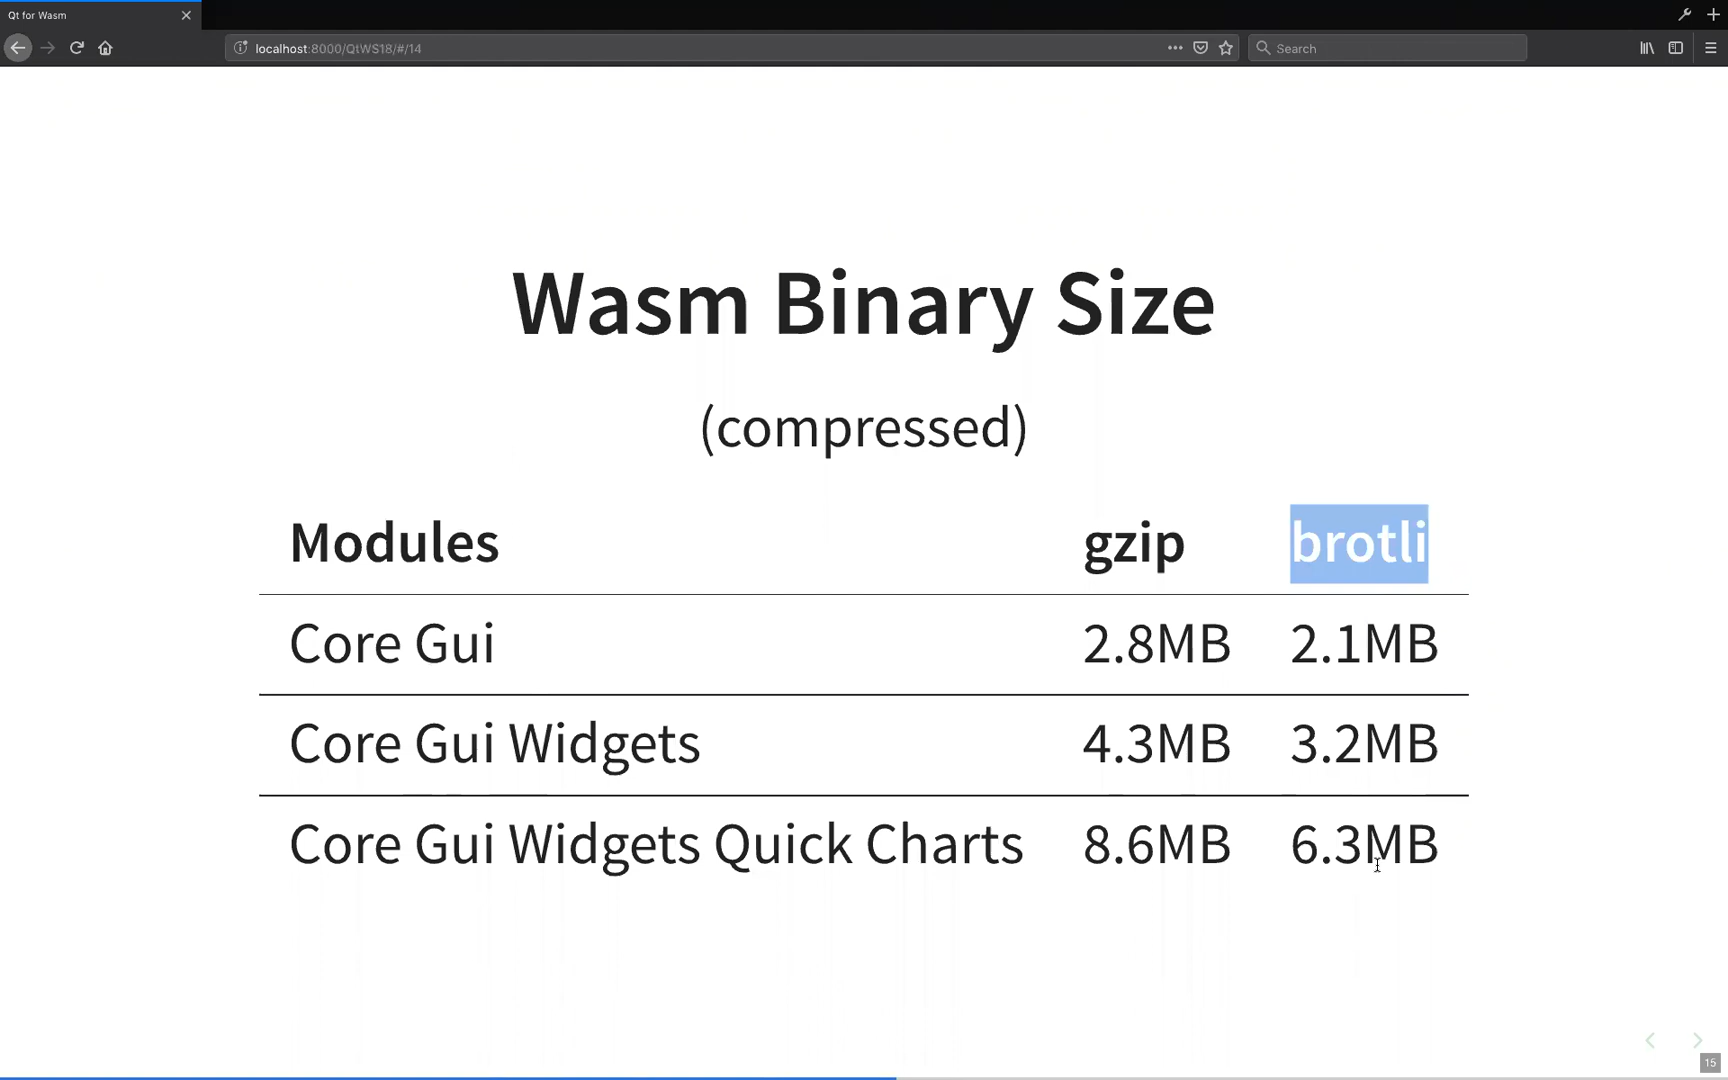 Qt for Wasm
localhost:8000/QtWS18/#/14
Search
Wasm Binary Size
(compressed)
Modules gzip brotli
Core Gui 2.8MB 2.1MB
Core Gui Widgets 4.3MB 3.2MB
Core Gui Widgets Quick Charts 8.6MB 6.3MB
15